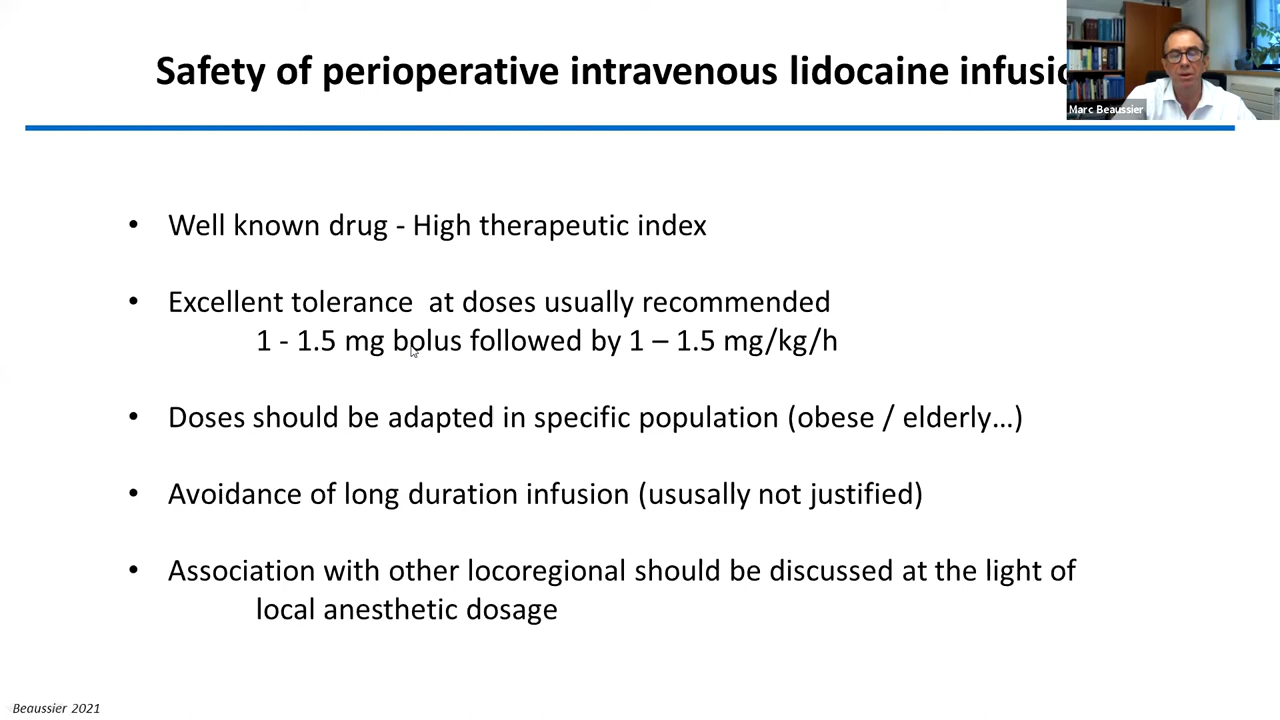 Safety of perioperative intravenous lidocaine infusio
Marc Beaussier
• Well known drug - High therapeutic index
• Excellent tolerance at doses usually recommended
1 - 1.5 mg bolus followed by 1 – 1.5 mg/kg/h
• Doses should be adapted in specific population (obese / elderly…)
• Avoidance of long duration infusion (ususally not justified)
• Association with other locoregional should be discussed at the light of
local anesthetic dosage
Beaussier 2021